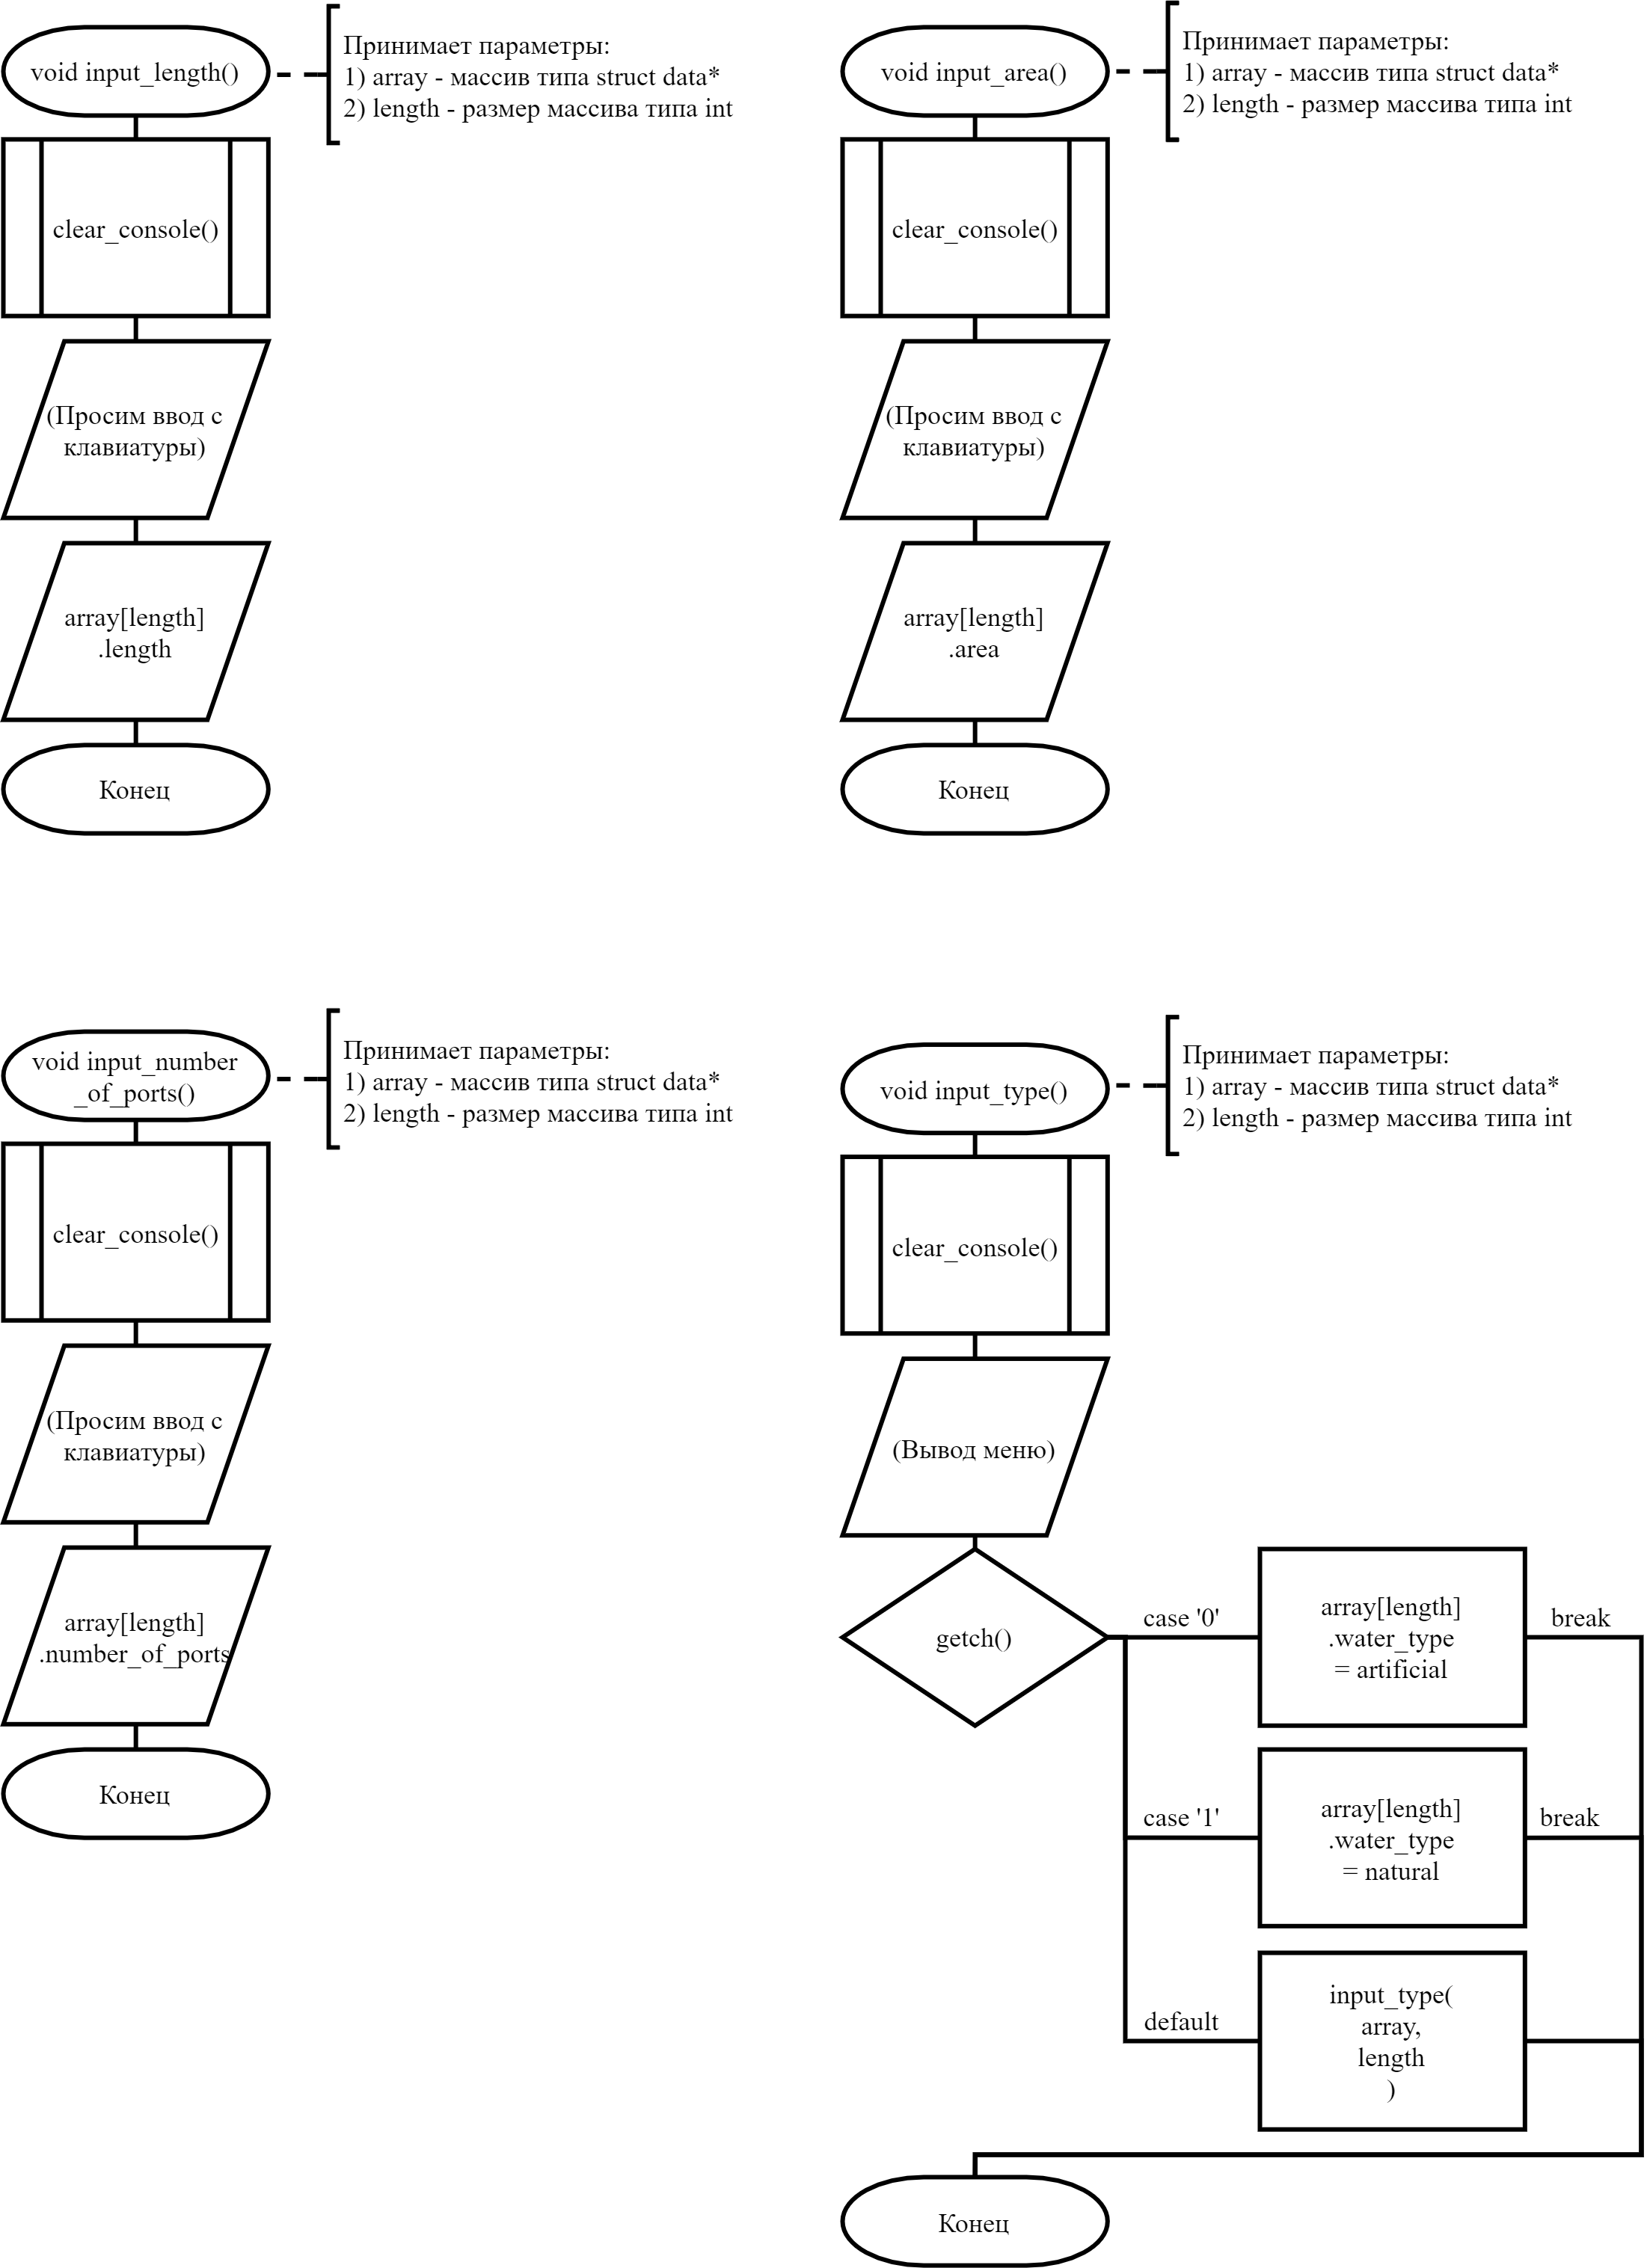 void input_length()
Принимает параметры:
1) array - массив типа struct data*
2) length - размер массива типа int
clear_console()
(Просим ввод с
клавиатуры)
array[length]
.length
Конец
void input_area()
Принимает параметры:
1) array - массив типа struct data*
2) length - размер массива типа int
clear_console()
(Просим ввод с
клавиатуры)
array[length]
.area
Конец
void input_number
_of_ports()
Принимает параметры:
1) array - массив типа struct data*
2) length - размер массива типа int
clear_console()
(Просим ввод с
клавиатуры)
array[length]
.number_of_ports
Конец
void input_type()
Принимает параметры:
1) array - массив типа struct data*
2) length - размер массива типа int
clear_console()
(Вывод меню)
getch()
case '0'
array[length]
.water_type
= artificial
break
case '1'
array[length]
.water_type
= natural
break
default
input_type(
array,
length
)
Конец